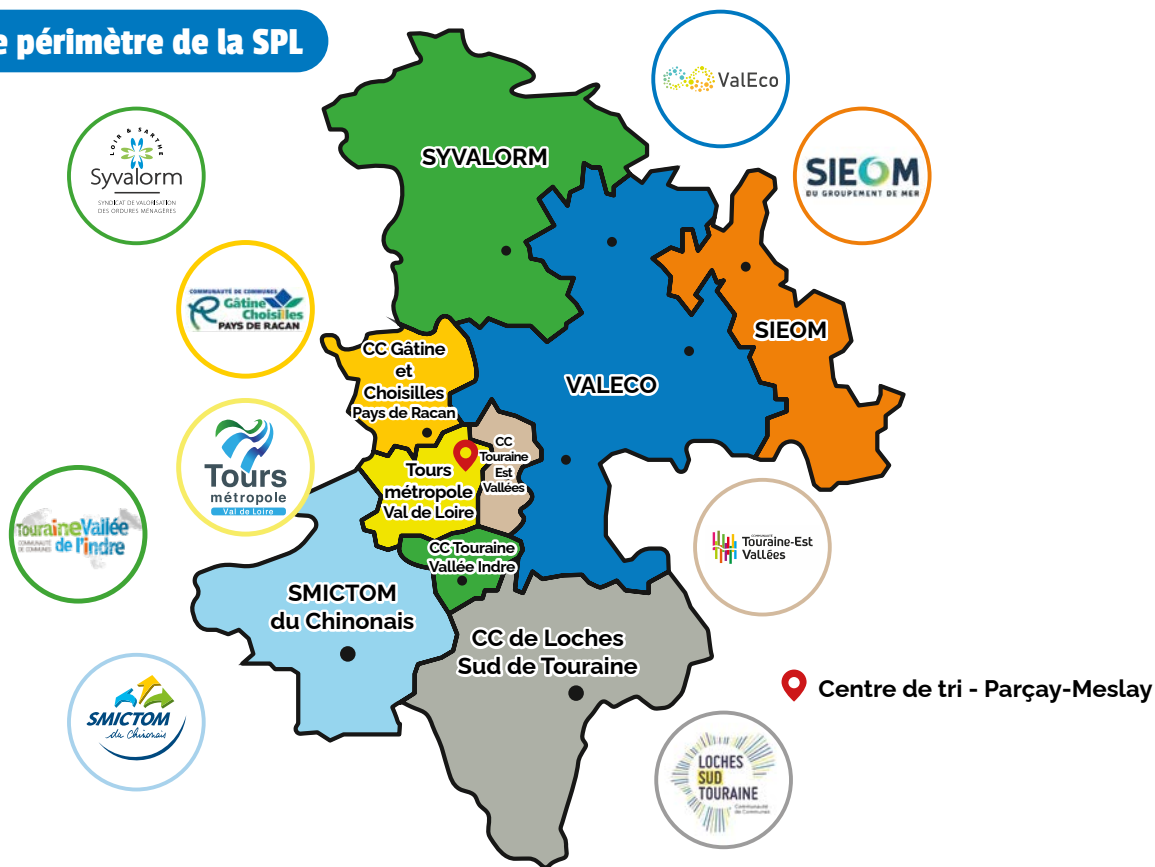 e périmètre de la SPL
ValEco
LOIR & SARTHE
Syvalorm
SYNDICAT DE VALORISATION
DES ORDURES MÉNAGÈRES
SYVALORM
SIEOM
DU GROUPEMENT DE MER
COMMUNAUTÉ DE COMMUNES
Gâtine
Choisilles
PAYS DE RACAN
SIEOM
CC Gâtine
et
Choisilles
Pays de Racan
VALECO
Tours
métropole
Val de Loire
CC
Touraine
Est
Vallées
Tours
métropole
Val de Loire
Touraine Vallée
COMMUNAUTÉ
DE COMMUNES
de l'indre
CC Touraine
Vallée Indre
COMMUNAUTÉ
Touraine-Est
Vallées
SMICTOM
du Chinonais
CC de Loches
Sud de Touraine
Centre de tri - Parçay-Meslay
SMICTOM
du Chinonais
LOCHES
SUD
TOURAINE
Communauté
de Communes